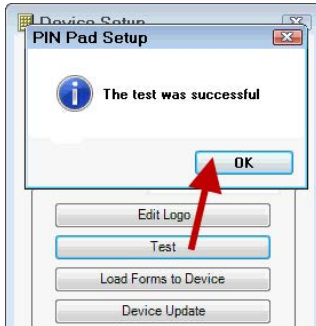 Device Setup
PIN Pad Setup
The test was successful
OK
Edit Logo
Test
Load Forms to Device
Device Update